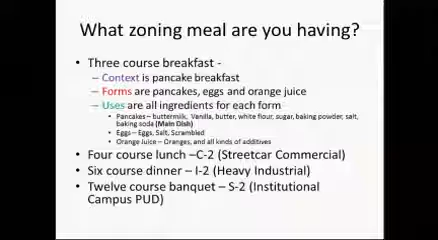 What zoning meal are you having?
• Three course breakfast -
– Context is pancake breakfast
– Forms are pancakes, eggs and orange juice
– Uses are all ingredients for each form
• Pancakes – buttermilk, Vanilla, butter, white flour, sugar, baking powder, salt,
baking soda (Main Dish)
• Eggs – Eggs, Salt, Scrambled
• Orange Juice – Oranges, and all kinds of additives
• Four course lunch –C-2 (Streetcar Commercial)
• Six course dinner – I-2 (Heavy Industrial)
• Twelve course banquet – S-2 (Institutional
Campus PUD)